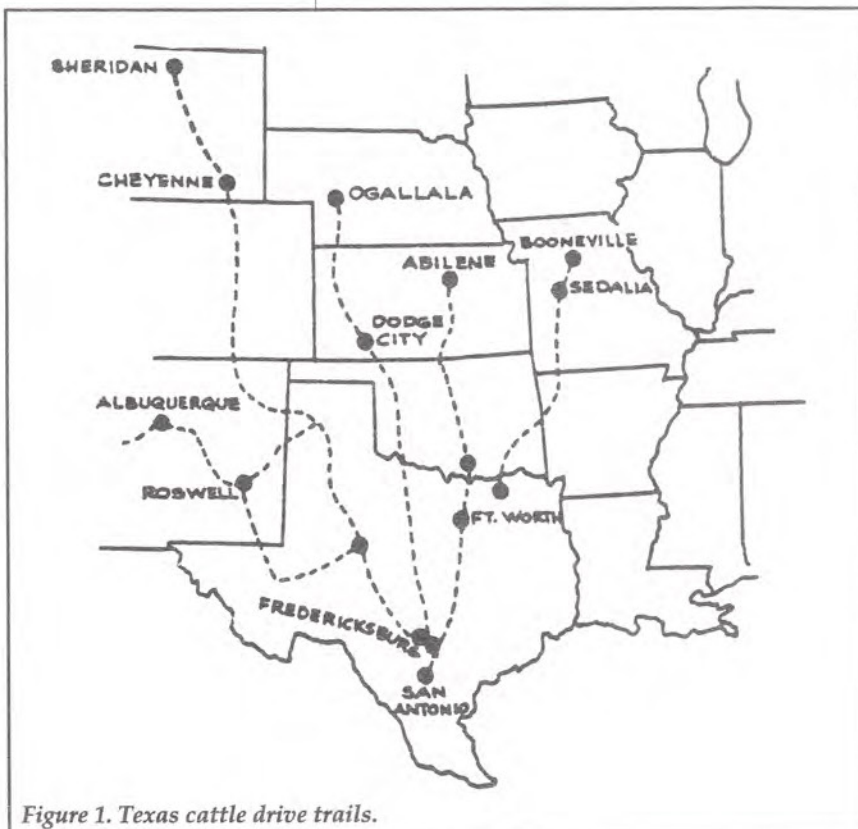 SHERIDAN
CHEYENNE
OGALLALA
BOONEVILLE
ABILENE
SEDALIA
DODGE
CITY
ALBUQUERQUE
ROSWELL
FT. WORTH
FREDERICKSBURG
SAN
ANTONIO
Figure 1. Texas cattle drive trails.